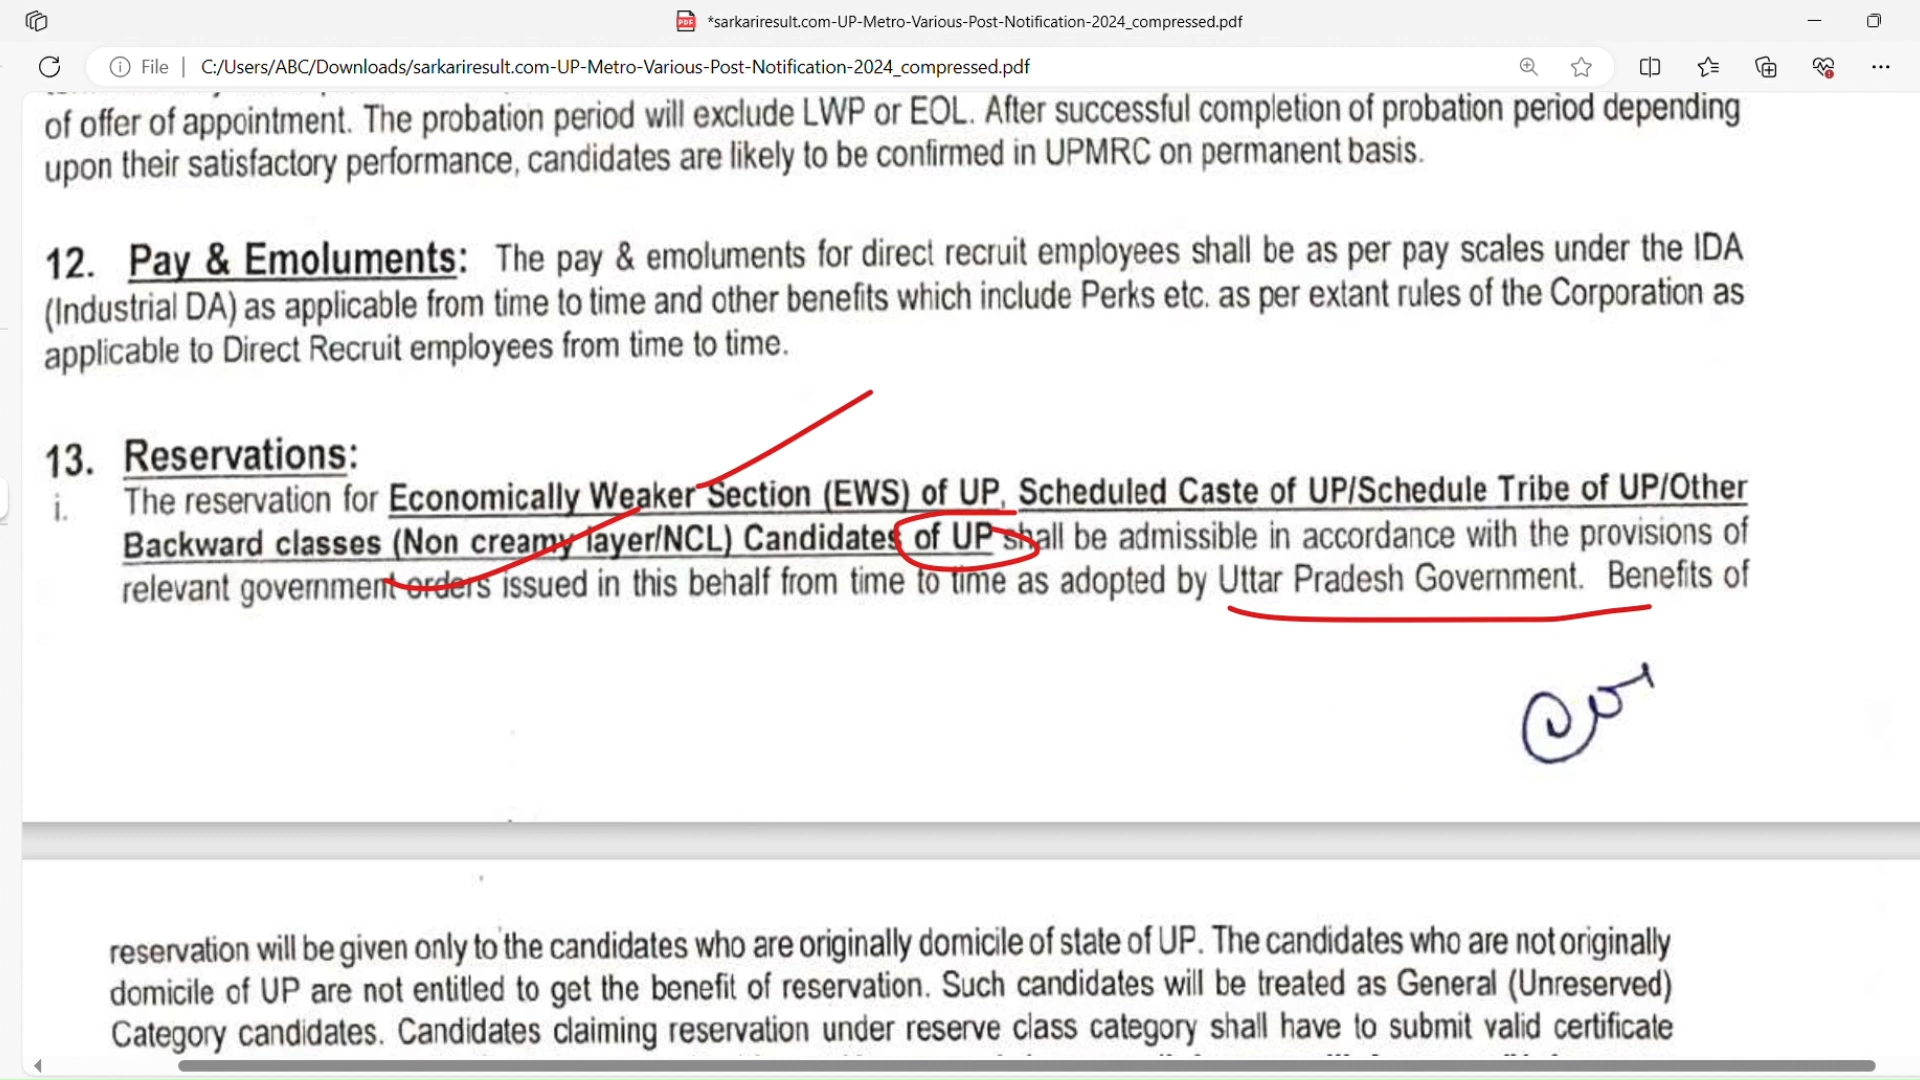 *sarkariresult.com-UP-Metro-Various-Post-Notification-2024_compressed.pdf
File | C:/Users/ABC/Downloads/sarkariresult.com-UP-Metro-Various-Post-Notification-2024_compressed.pdf
of offer of appointment. The probation period will exclude LWP or EOL. After successful completion of probation period depending
upon their satisfactory performance, candidates are likely to be confirmed in UPMRC on permanent basis.
12. Pay & Emoluments: The pay & emoluments for direct recruit employees shall be as per pay scales under the IDA
(Industrial DA) as applicable from time to time and other benefits which include Perks etc. as per extant rules of the Corporation as
applicable to Direct Recruit employees from time to time.
13. Reservations:
i. The reservation for Economically Weaker Section (EWS) of UP, Scheduled Caste of UP/Schedule Tribe of UP/Other
Backward classes (Non creamy layer/NCL) Candidates of UP shall be admissible in accordance with the provisions of
relevant government orders issued in this behalf from time to time as adopted by Uttar Pradesh Government. Benefits of
reservation will be given only to the candidates who are originally domicile of state of UP. The candidates who are not originally
domicile of UP are not entitled to get the benefit of reservation. Such candidates will be treated as General (Unreserved)
Category candidates. Candidates claiming reservation under reserve class category shall have to submit valid certificate